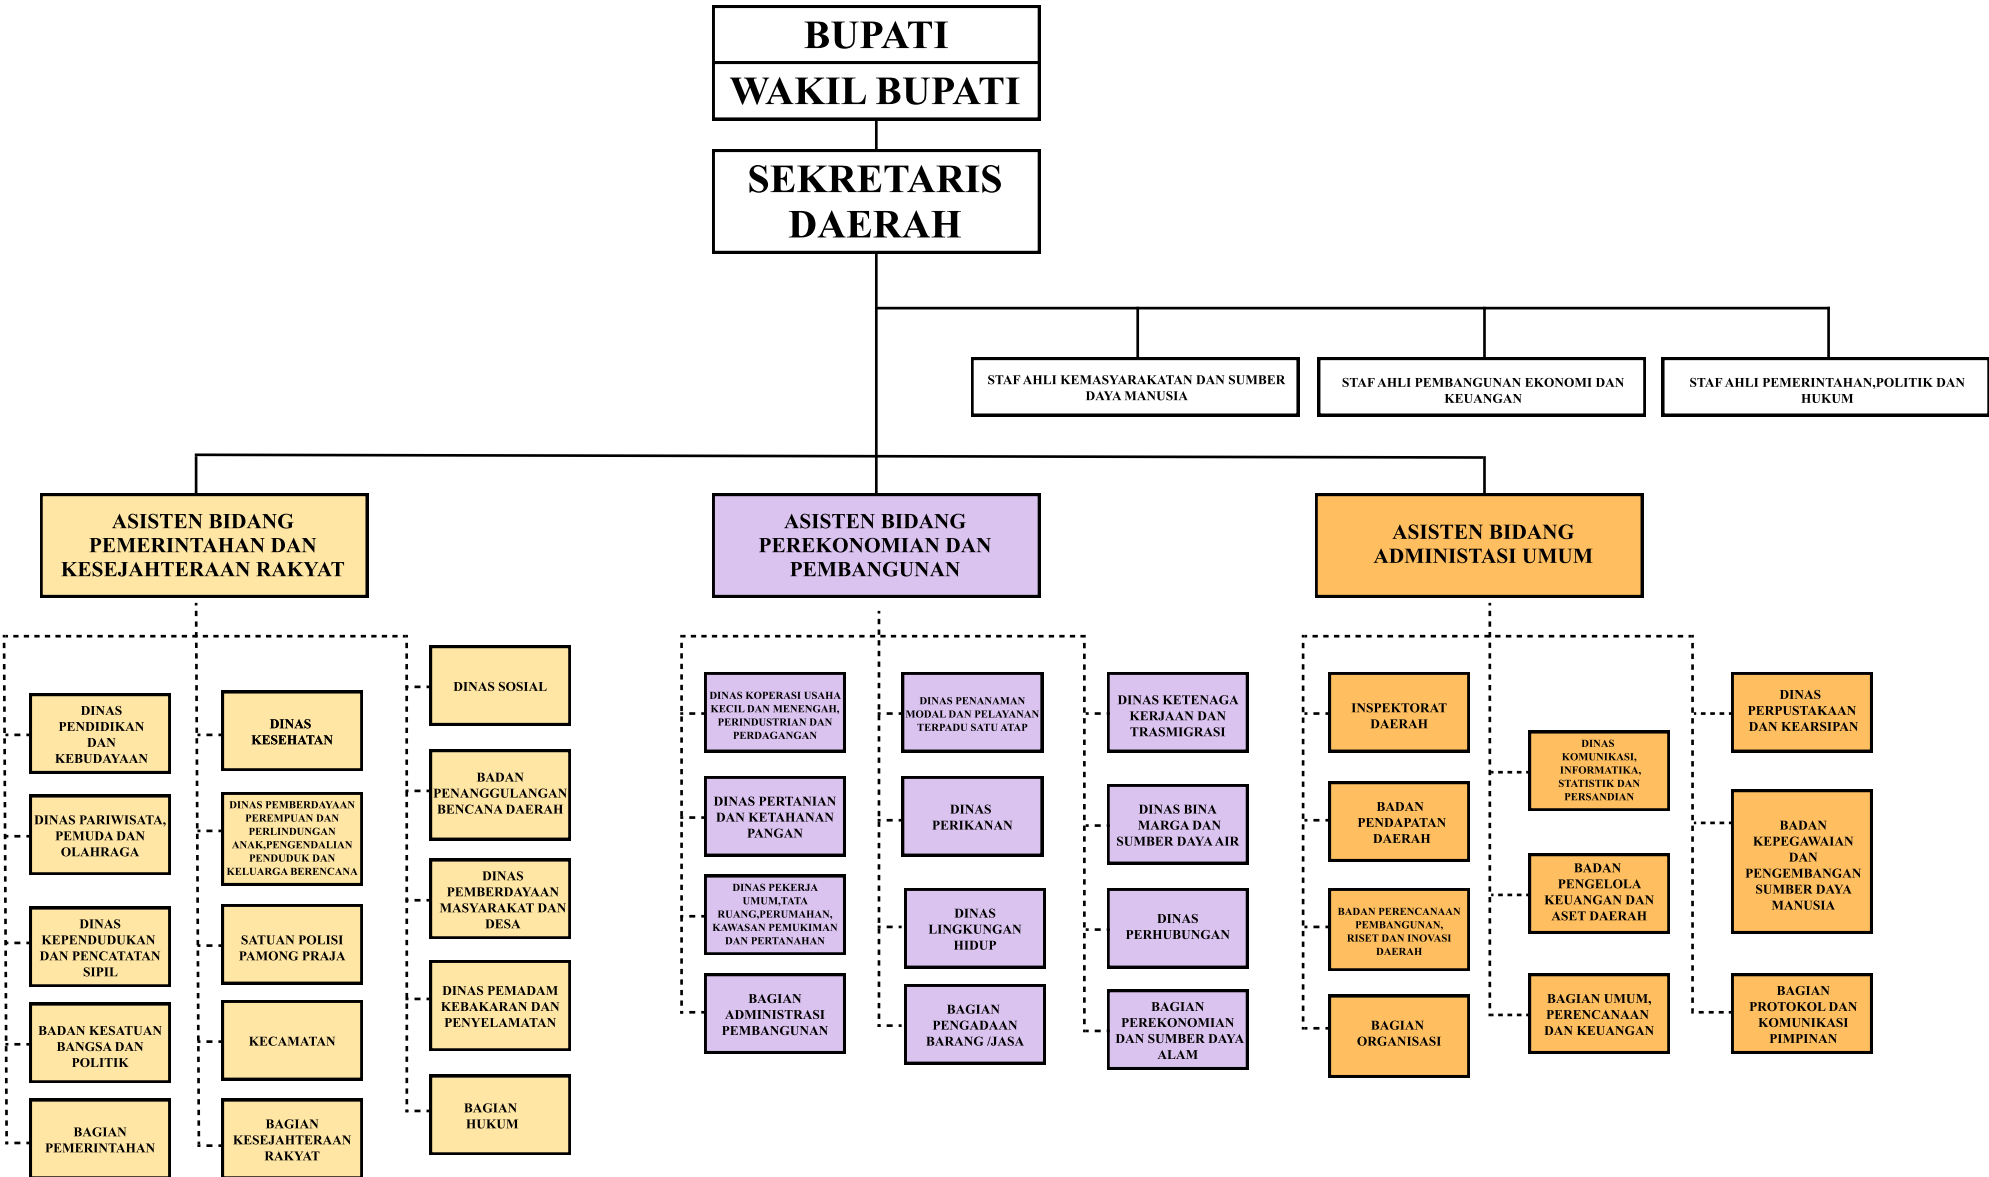 BUPATI
WAKIL BUPATI
SEKRETARIS
DAERAH
STAF AHLI KEMASYARAKATAN DAN SUMBER
DAYA MANUSIA
STAF AHLI PEMBANGUNAN EKONOMI DAN
KEUANGAN
STAF AHLI PEMERINTAHAN,POLITIK DAN
HUKUM
ASISTEN BIDANG
PEMERINTAHAN DAN
KESEJAHTERAAN RAKYAT
ASISTEN BIDANG
PEREKONOMIAN DAN
PEMBANGUNAN
ASISTEN BIDANG
ADMINISTASI UMUM
DINAS
PENDIDIKAN
DAN
KEBUDAYAAN
DINAS PARIWISATA,
PEMUDA DAN
OLAHRAGA
DINAS
KEPENDUDUKAN
DAN PENCATATAN
SIPIL
BADAN KESATUAN
BANGSA DAN
POLITIK
BAGIAN
PEMERINTAHAN
DINAS
KESEHATAN
DINAS PEMBERDAYAAN
PEREMPUAN DAN
PERLINDUNGAN
ANAK,PENGENDALIAN
PENDUDUK DAN
KELUARGA BERENCANA
SATUAN POLISI
PAMONG PRAJA
KECAMATAN
BAGIAN
KESEJAHTERAAN
RAKYAT
DINAS SOSIAL
BADAN
PENANGGULANGAN
BENCANA DAERAH
DINAS
PEMBERDAYAAN
MASYARAKAT DAN
DESA
DINAS PEMADAM
KEBAKARAN DAN
PENYELAMATAN
BAGIAN
HUKUM
DINAS KOPERASI USAHA
KECIL DAN MENENGAH,
PERINDUSTRIAN DAN
PERDAGANGAN
DINAS PERTANIAN
DAN KETAHANAN
PANGAN
DINAS PEKERJA
UMUM,TATA
RUANG,PERUMAHAN,
KAWASAN PEMUKIMAN
DAN PERTANAHAN
BAGIAN
ADMINISTRASI
PEMBANGUNAN
DINAS PENANAMAN
MODAL DAN PELAYANAN
TERPADU SATU ATAP
DINAS
PERIKANAN
DINAS
LINGKUNGAN
HIDUP
BAGIAN
PENGADAAN
BARANG /JASA
DINAS KETENAGA
KERJAAN DAN
TRASMIGRASI
DINAS BINA
MARGA DAN
SUMBER DAYA AIR
DINAS
PERHUBUNGAN
BAGIAN
PEREKONOMIAN
DAN SUMBER DAYA
ALAM
INSPEKTORAT
DAERAH
BADAN
PENDAPATAN
DAERAH
BADAN PERENCANAAN
PEMBANGUNAN,
RISET DAN INOVASI
DAERAH
BAGIAN
ORGANISASI
DINAS
KOMUNIKASI,
INFORMATIKA,
STATISTIK DAN
PERSANDIAN
BADAN
PENGELOLA
KEUANGAN DAN
ASET DAERAH
BAGIAN UMUM,
PERENCANAAN
DAN KEUANGAN
DINAS
PERPUSTAKAAN
DAN KEARSIPAN
BADAN
KEPEGAWAIAN
DAN
PENGEMBANGAN
SUMBER DAYA
MANUSIA
BAGIAN
PROTOKOL DAN
KOMUNIKASI
PIMPINAN